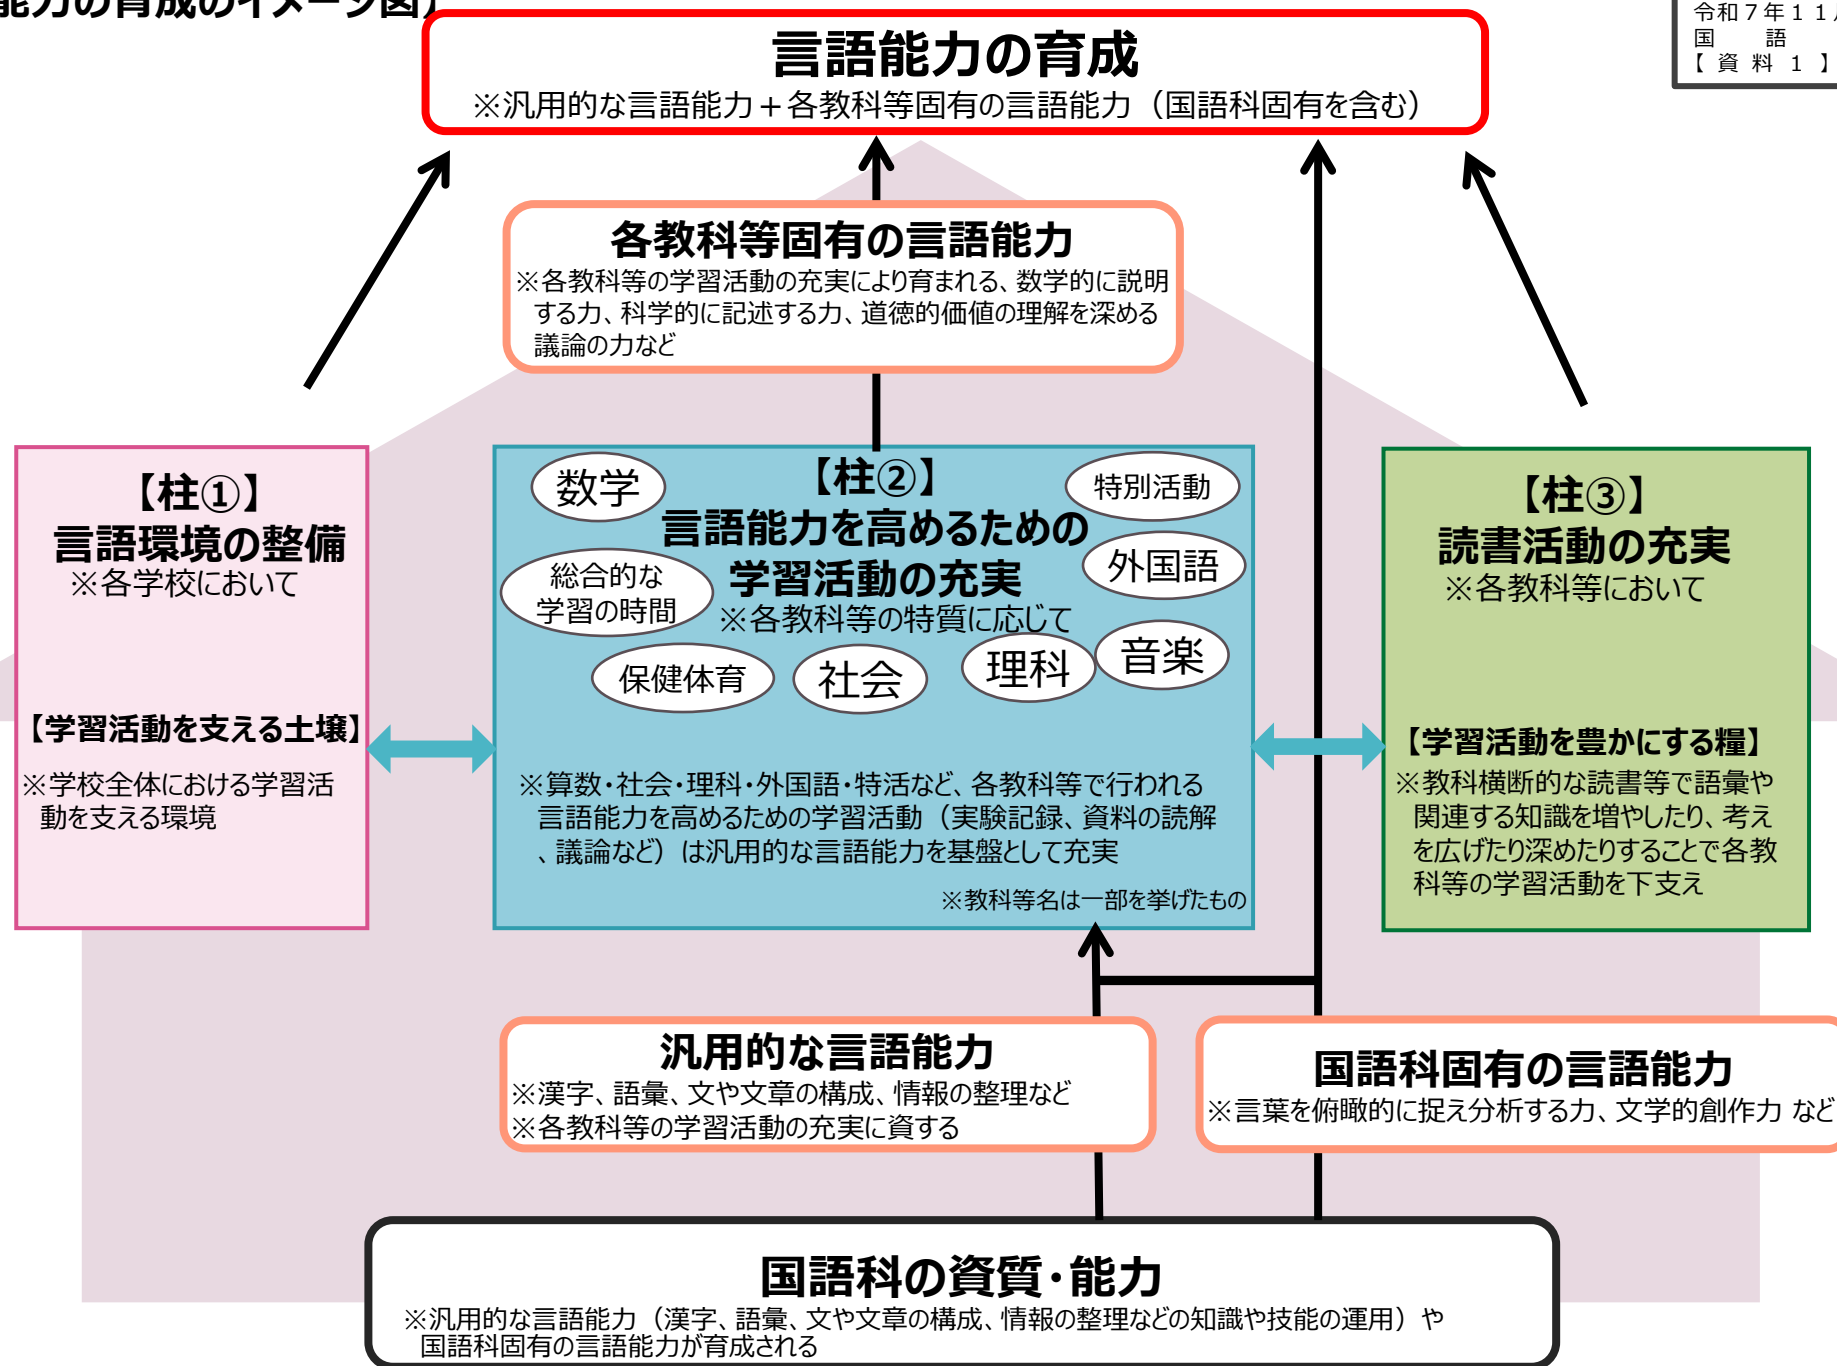 能力の育成のイメージ図】
令和７年１１月
国　　語
【資料１】
言語能力の育成
※汎用的な言語能力＋各教科等固有の言語能力（国語科固有を含む）
各教科等固有の言語能力
※各教科等の学習活動の充実により育まれる、数学的に説明
する力、科学的に記述する力、道徳的価値の理解を深める
議論の力など
【柱①】
言語環境の整備
※各学校において
【学習活動を支える土壌】
※学校全体における学習活
動を支える環境
【柱②】
言語能力を高めるための
学習活動の充実
※各教科等の特質に応じて
数学
特別活動
総合的な
学習の時間
外国語
保健体育
社会
理科
音楽
※算数・社会・理科・外国語・特活など、各教科等で行われる
言語能力を高めるための学習活動（実験記録、資料の読解
、議論など）は汎用的な言語能力を基盤として充実
※教科等名は一部を挙げたもの
【柱③】
読書活動の充実
※各教科等において
【学習活動を豊かにする糧】
※教科横断的な読書等で語彙や
関連する知識を増やしたり、考え
を広げたり深めたりすることで各教
科等の学習活動を下支え
汎用的な言語能力
※漢字、語彙、文や文章の構成、情報の整理など
※各教科等の学習活動の充実に資する
国語科固有の言語能力
※言葉を俯瞰的に捉え分析する力、文学的創作力 など
国語科の資質・能力
※汎用的な言語能力（漢字、語彙、文や文章の構成、情報の整理などの知識や技能の運用）や
国語科固有の言語能力が育成される